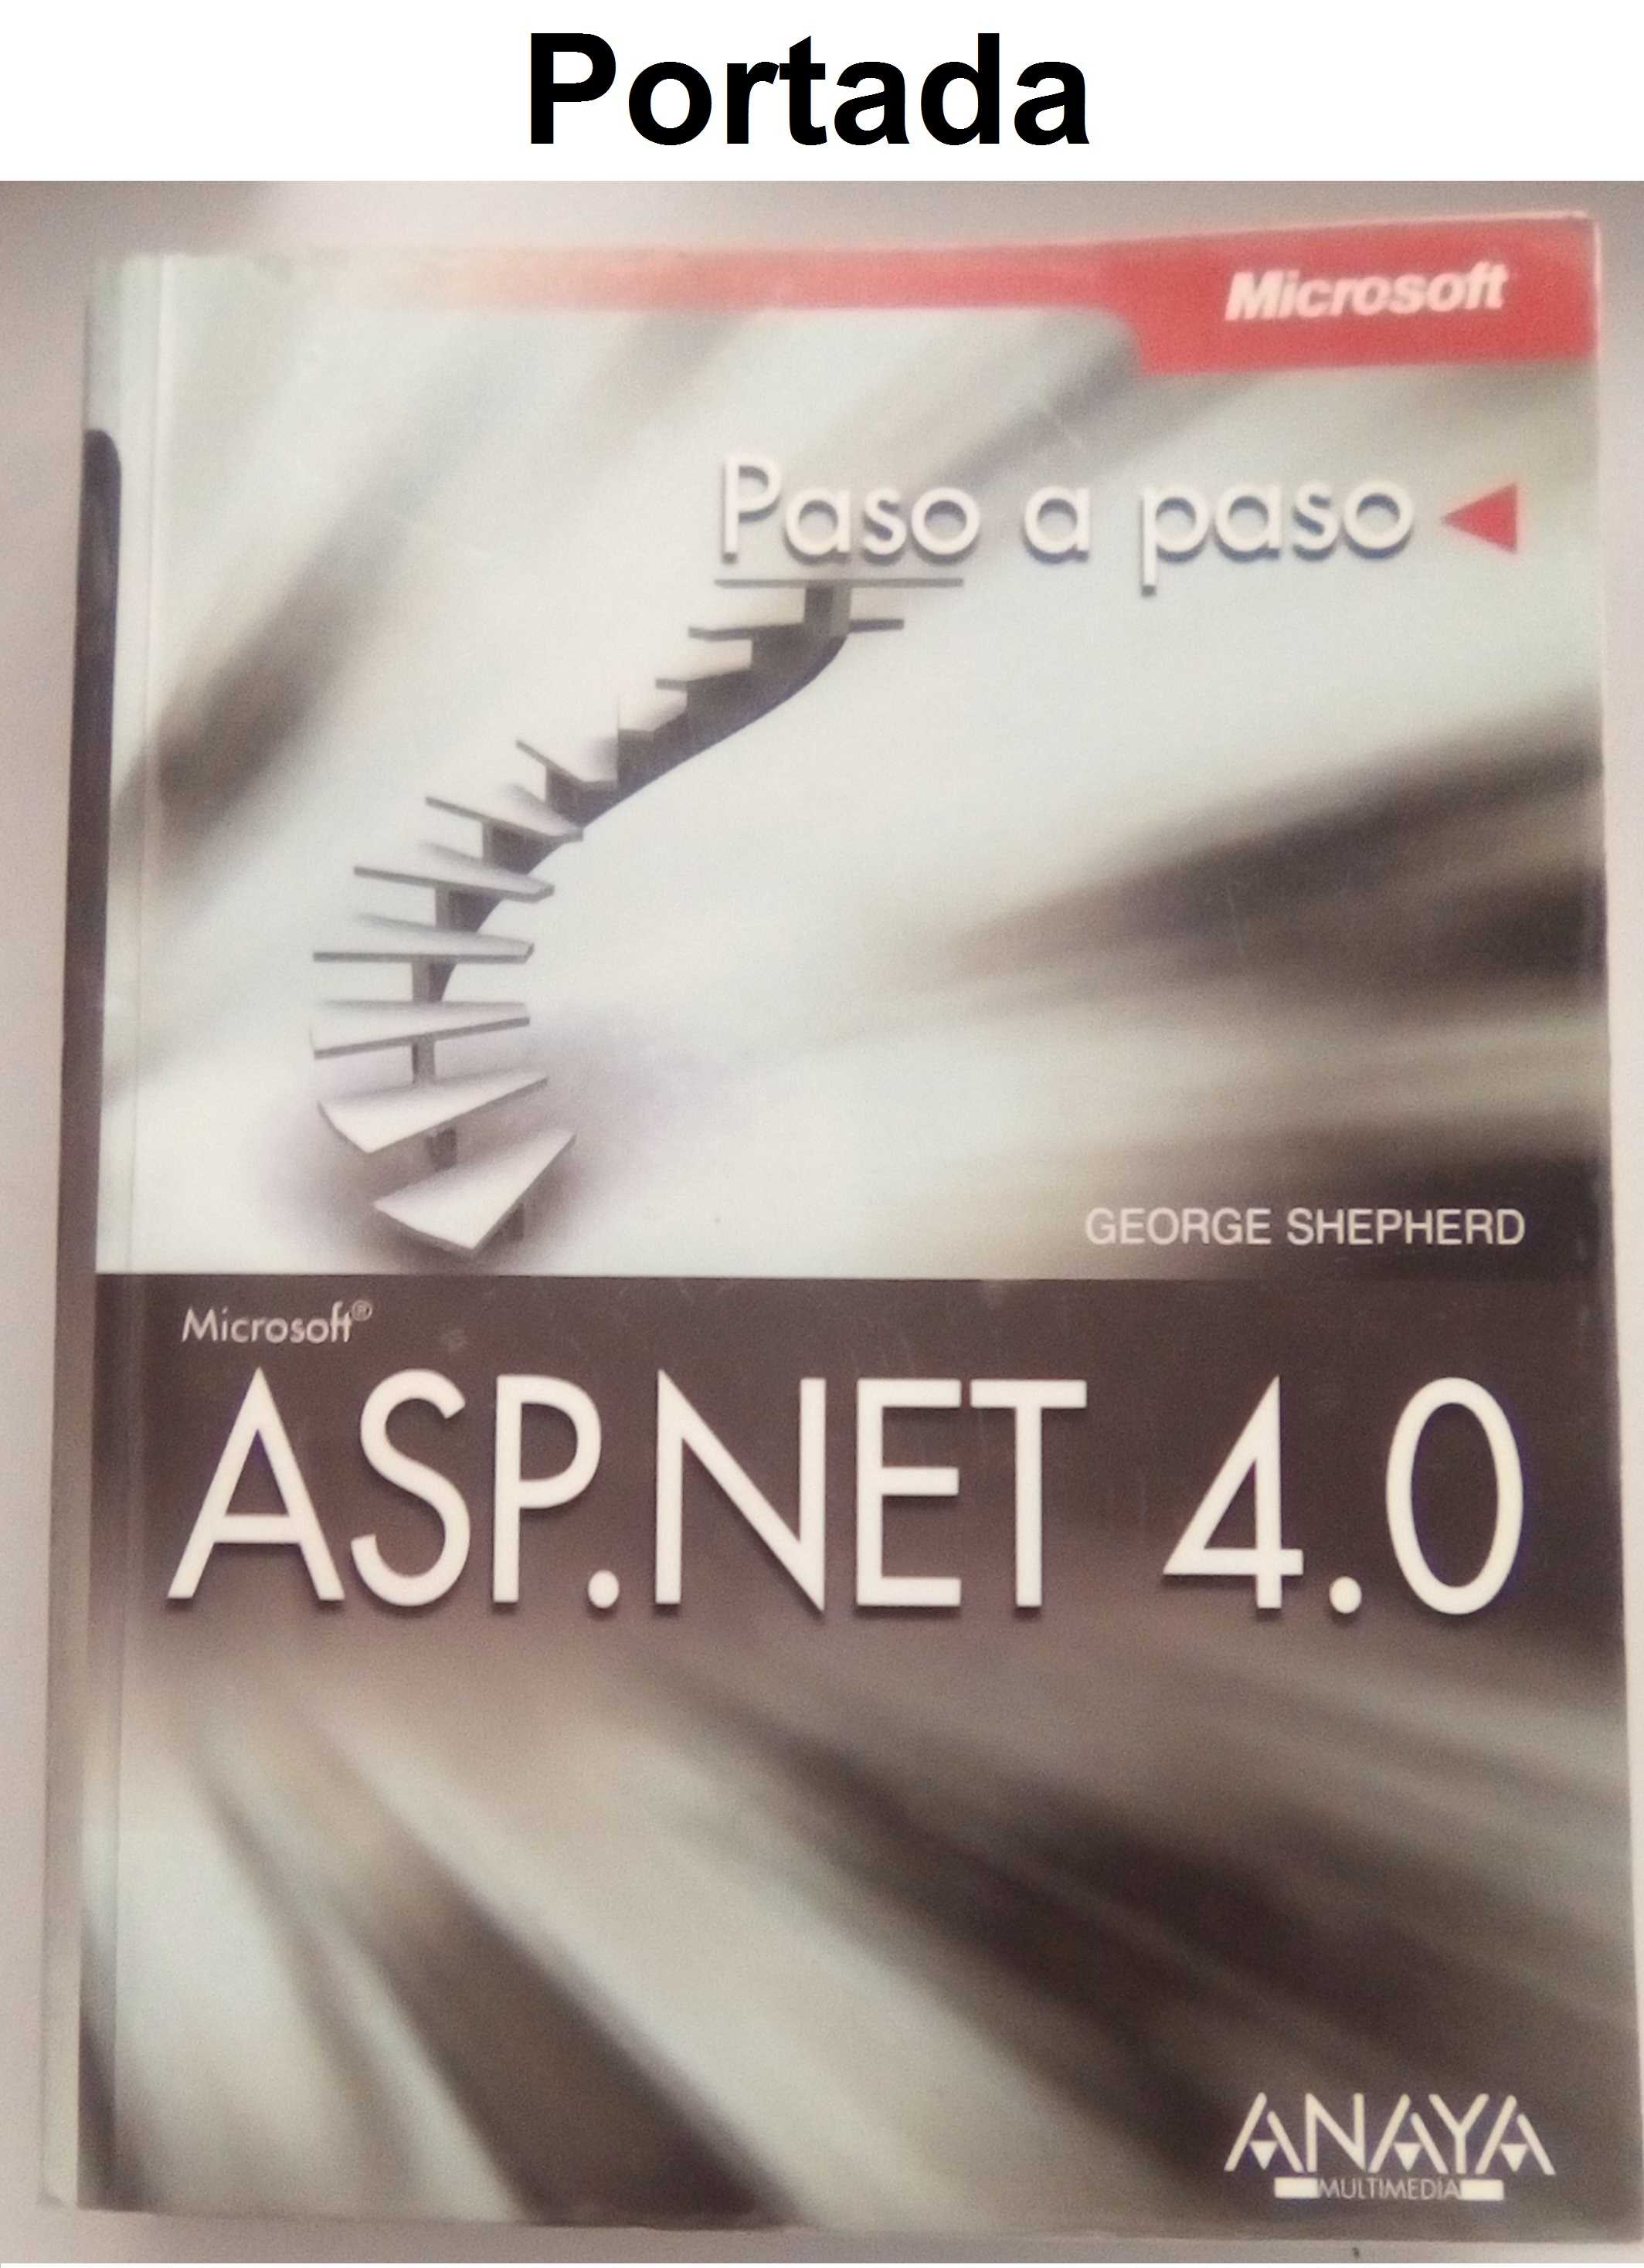 Portada
Microsoft
Paso a paso
GEORGE SHEPHERD
Microsoft®
ASP.NET 4.0
ANAYA
MULTIMEDIA